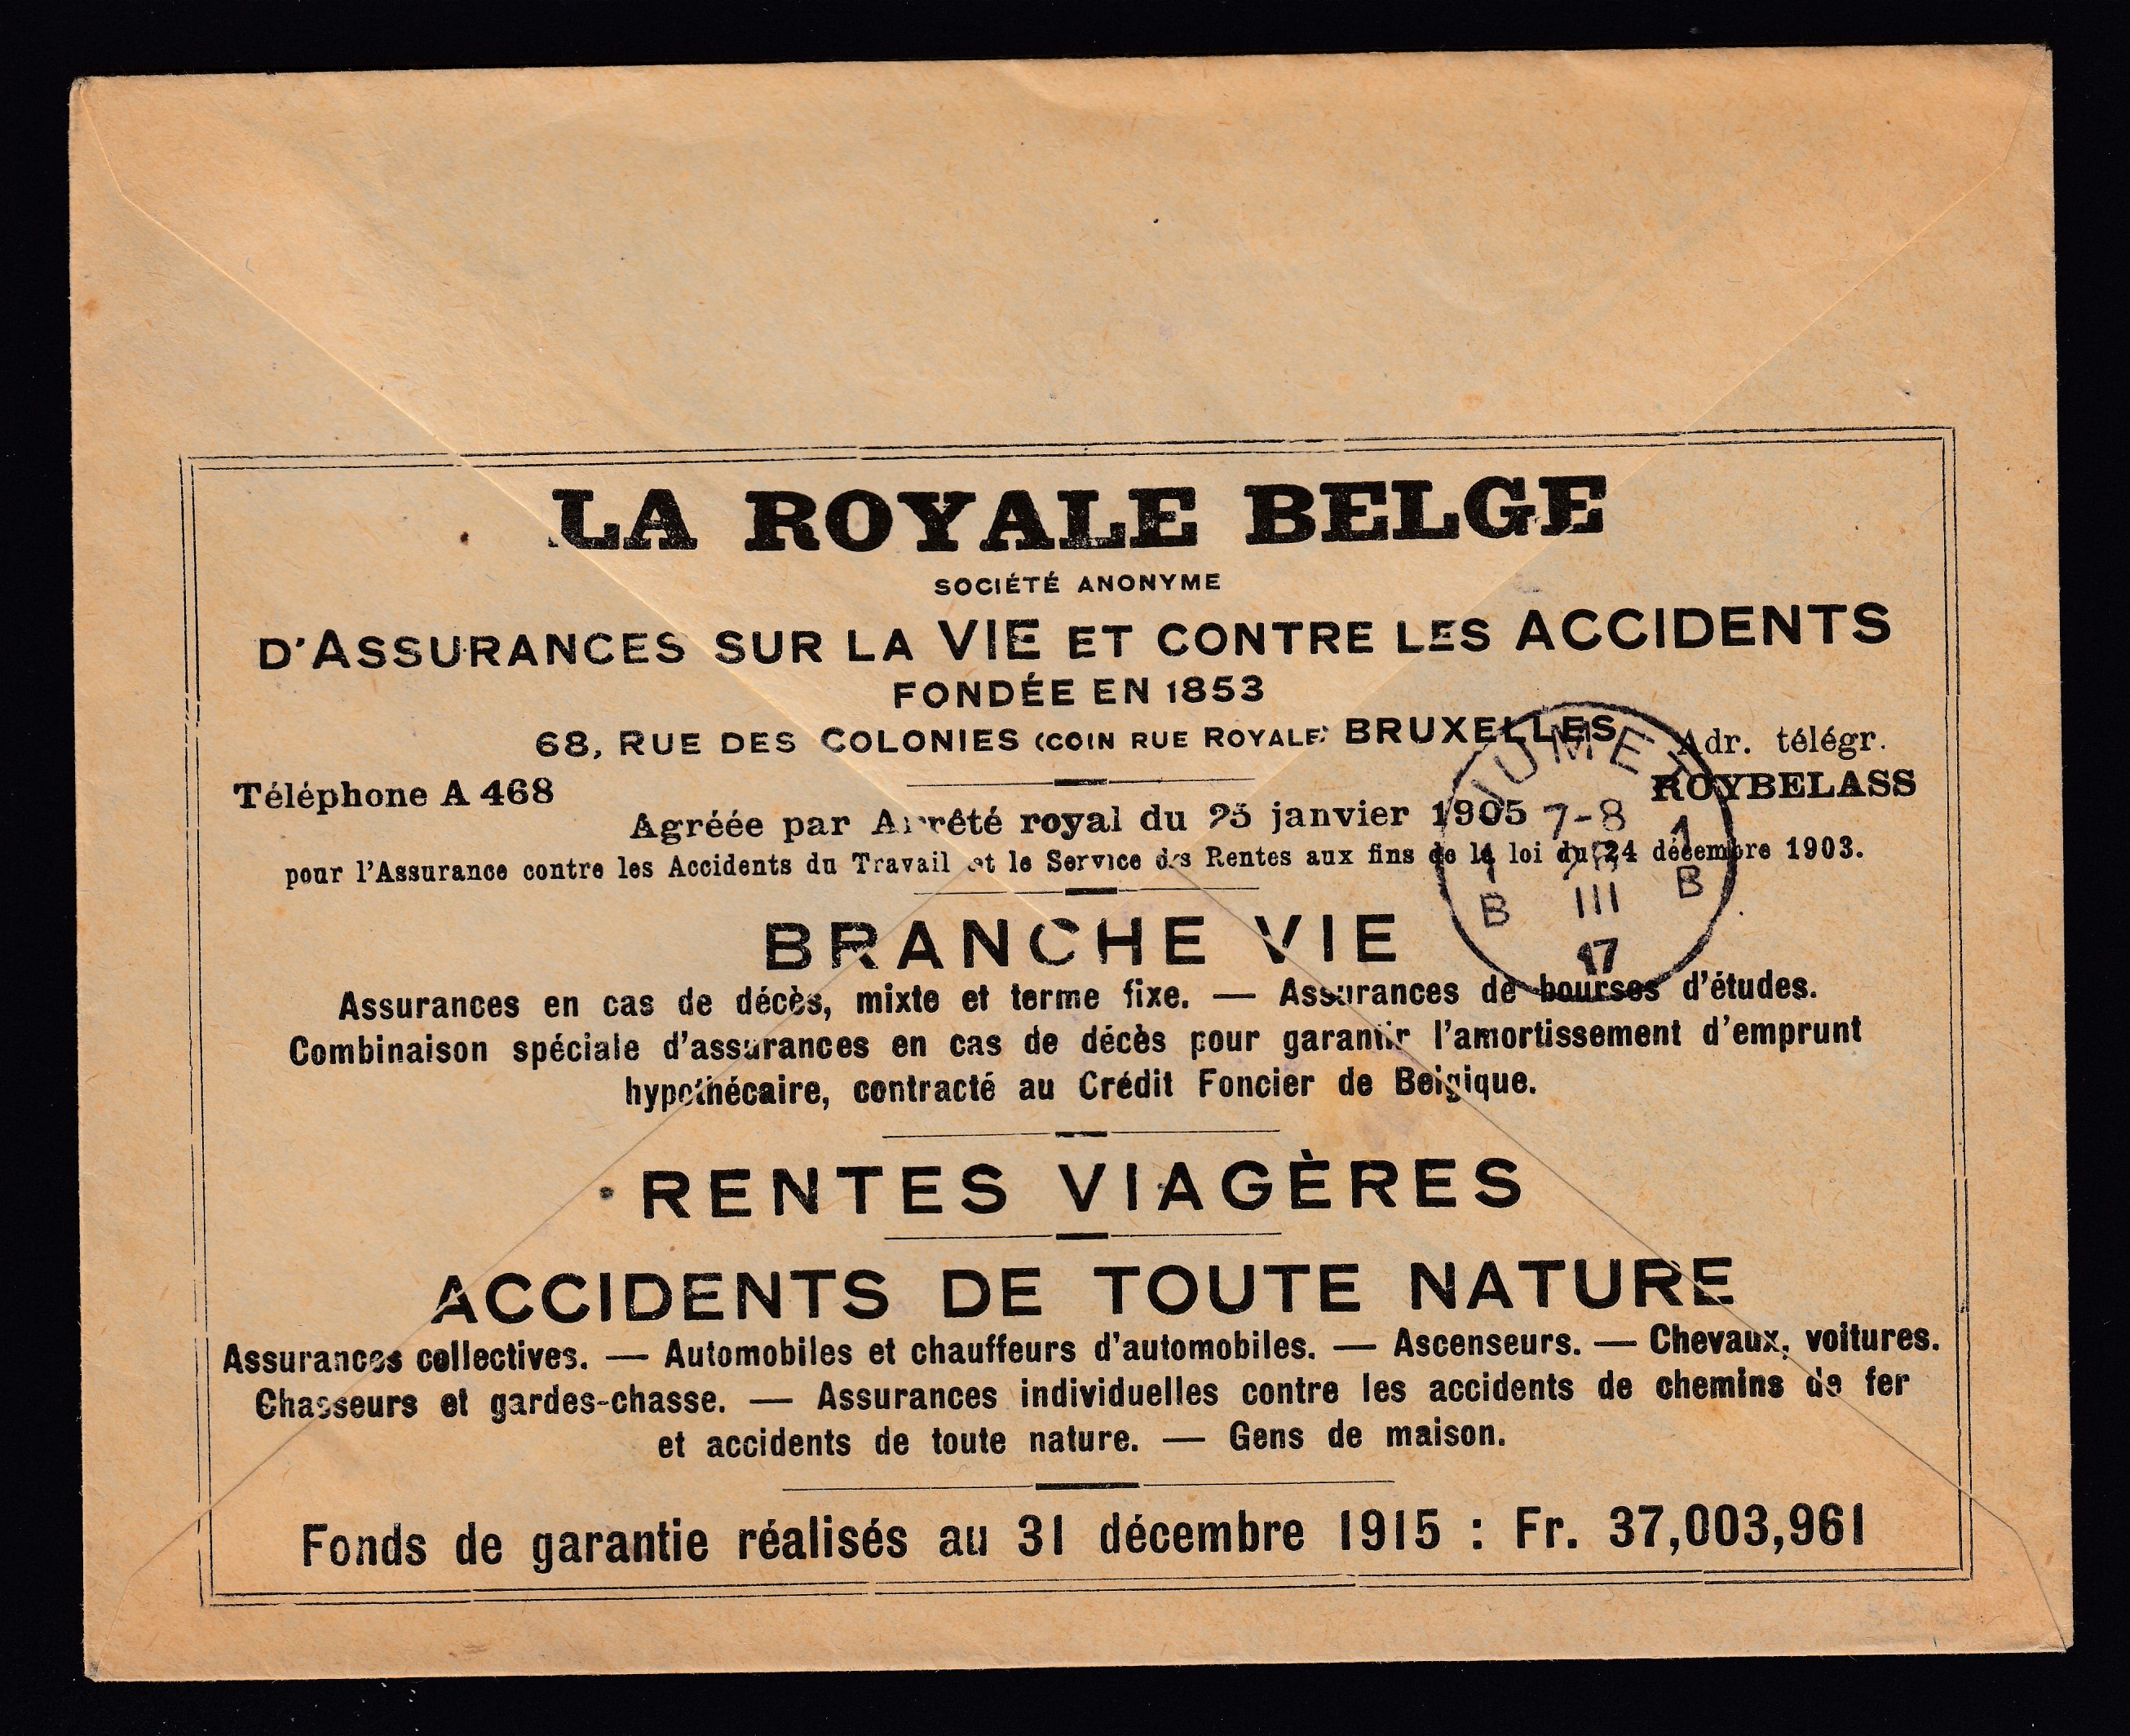 LA ROYALE BELGE
SOCIÉTÉ ANONYME
D'ASSURANCES SUR LA VIE ET CONTRE LES ACCIDENTS
FONDÉE EN 1853
68, RUE DES COLONIES (COIN RUE ROYALE) BRUXELLES
Adr. télégr.
ROYBELASS
Téléphone A 468
Agréée par Arrêté royal du 25 janvier 1905
pour l'Assurance contre les Accidents du Travail et le Service des Rentes aux fins de la loi du 24 décembre 1903.
JUMET
7-8
III
17
B B
BRANCHE VIE
Assurances en cas de décès, mixte et terme fixe. — Assurances de bourses d'études.
Combinaison spéciale d'assurances en cas de décès pour garantir l'amortissement d'emprunt
hypothécaire, contracté au Crédit Foncier de Belgique.
RENTES VIAGÈRES
ACCIDENTS DE TOUTE NATURE
Assurances collectives. — Automobiles et chauffeurs d'automobiles. — Ascenseurs. — Chevaux, voitures.
Chasseurs et gardes-chasse. — Assurances individuelles contre les accidents de chemins de fer
et accidents de toute nature. — Gens de maison.
Fonds de garantie réalisés au 31 décembre 1915 : Fr. 37,003,961